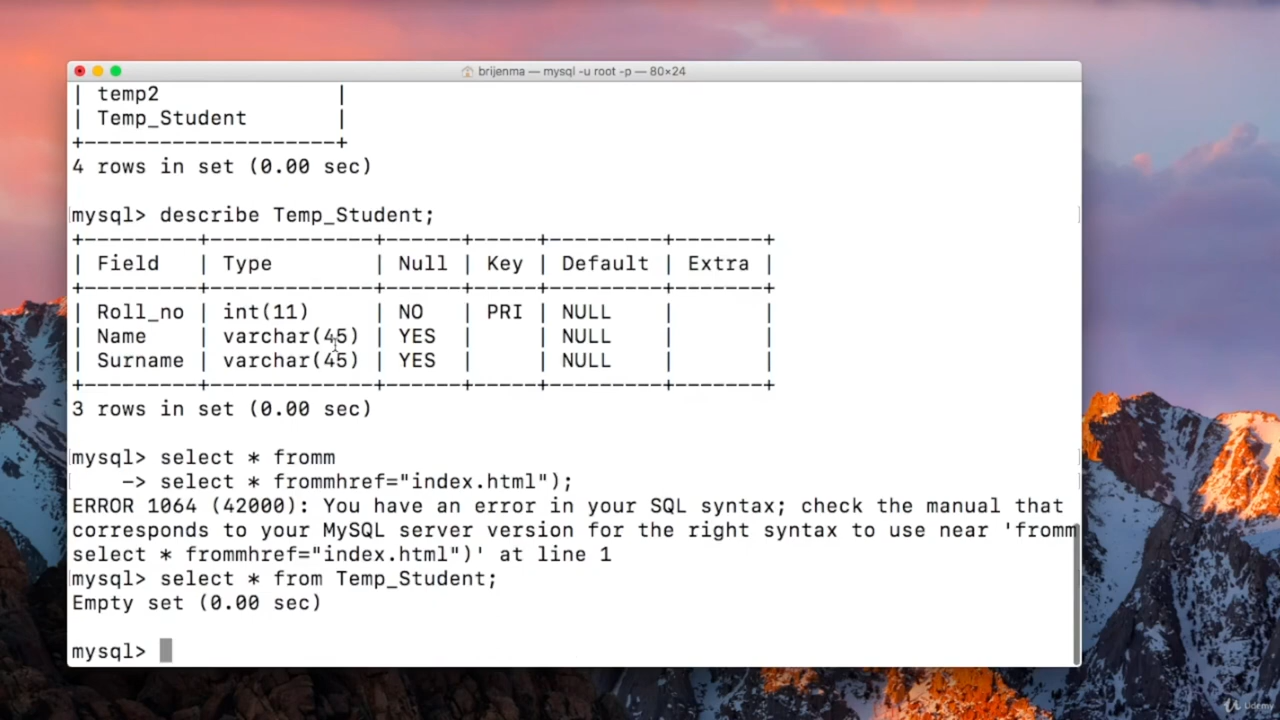 brijenma — mysql -u root -p — 80×24
| temp2 |
| Temp_Student |
+--------------------+
4 rows in set (0.00 sec)
mysql> describe Temp_Student;
+----------+-------------+------+-----+---------+-------+
| Field | Type | Null | Key | Default | Extra |
+----------+-------------+------+-----+---------+-------+
| Roll_no | int(11) | NO | PRI | NULL | |
| Name | varchar(45) | YES | | NULL | |
| Surname | varchar(45) | YES | | NULL | |
+----------+-------------+------+-----+---------+-------+
3 rows in set (0.00 sec)
mysql> select * fromm
-> select * frommhref="index.html");
ERROR 1064 (42000): You have an error in your SQL syntax; check the manual that
corresponds to your MySQL server version for the right syntax to use near 'fromm
select * frommhref="index.html")' at line 1
mysql> select * from Temp_Student;
Empty set (0.00 sec)
mysql>
Udemy